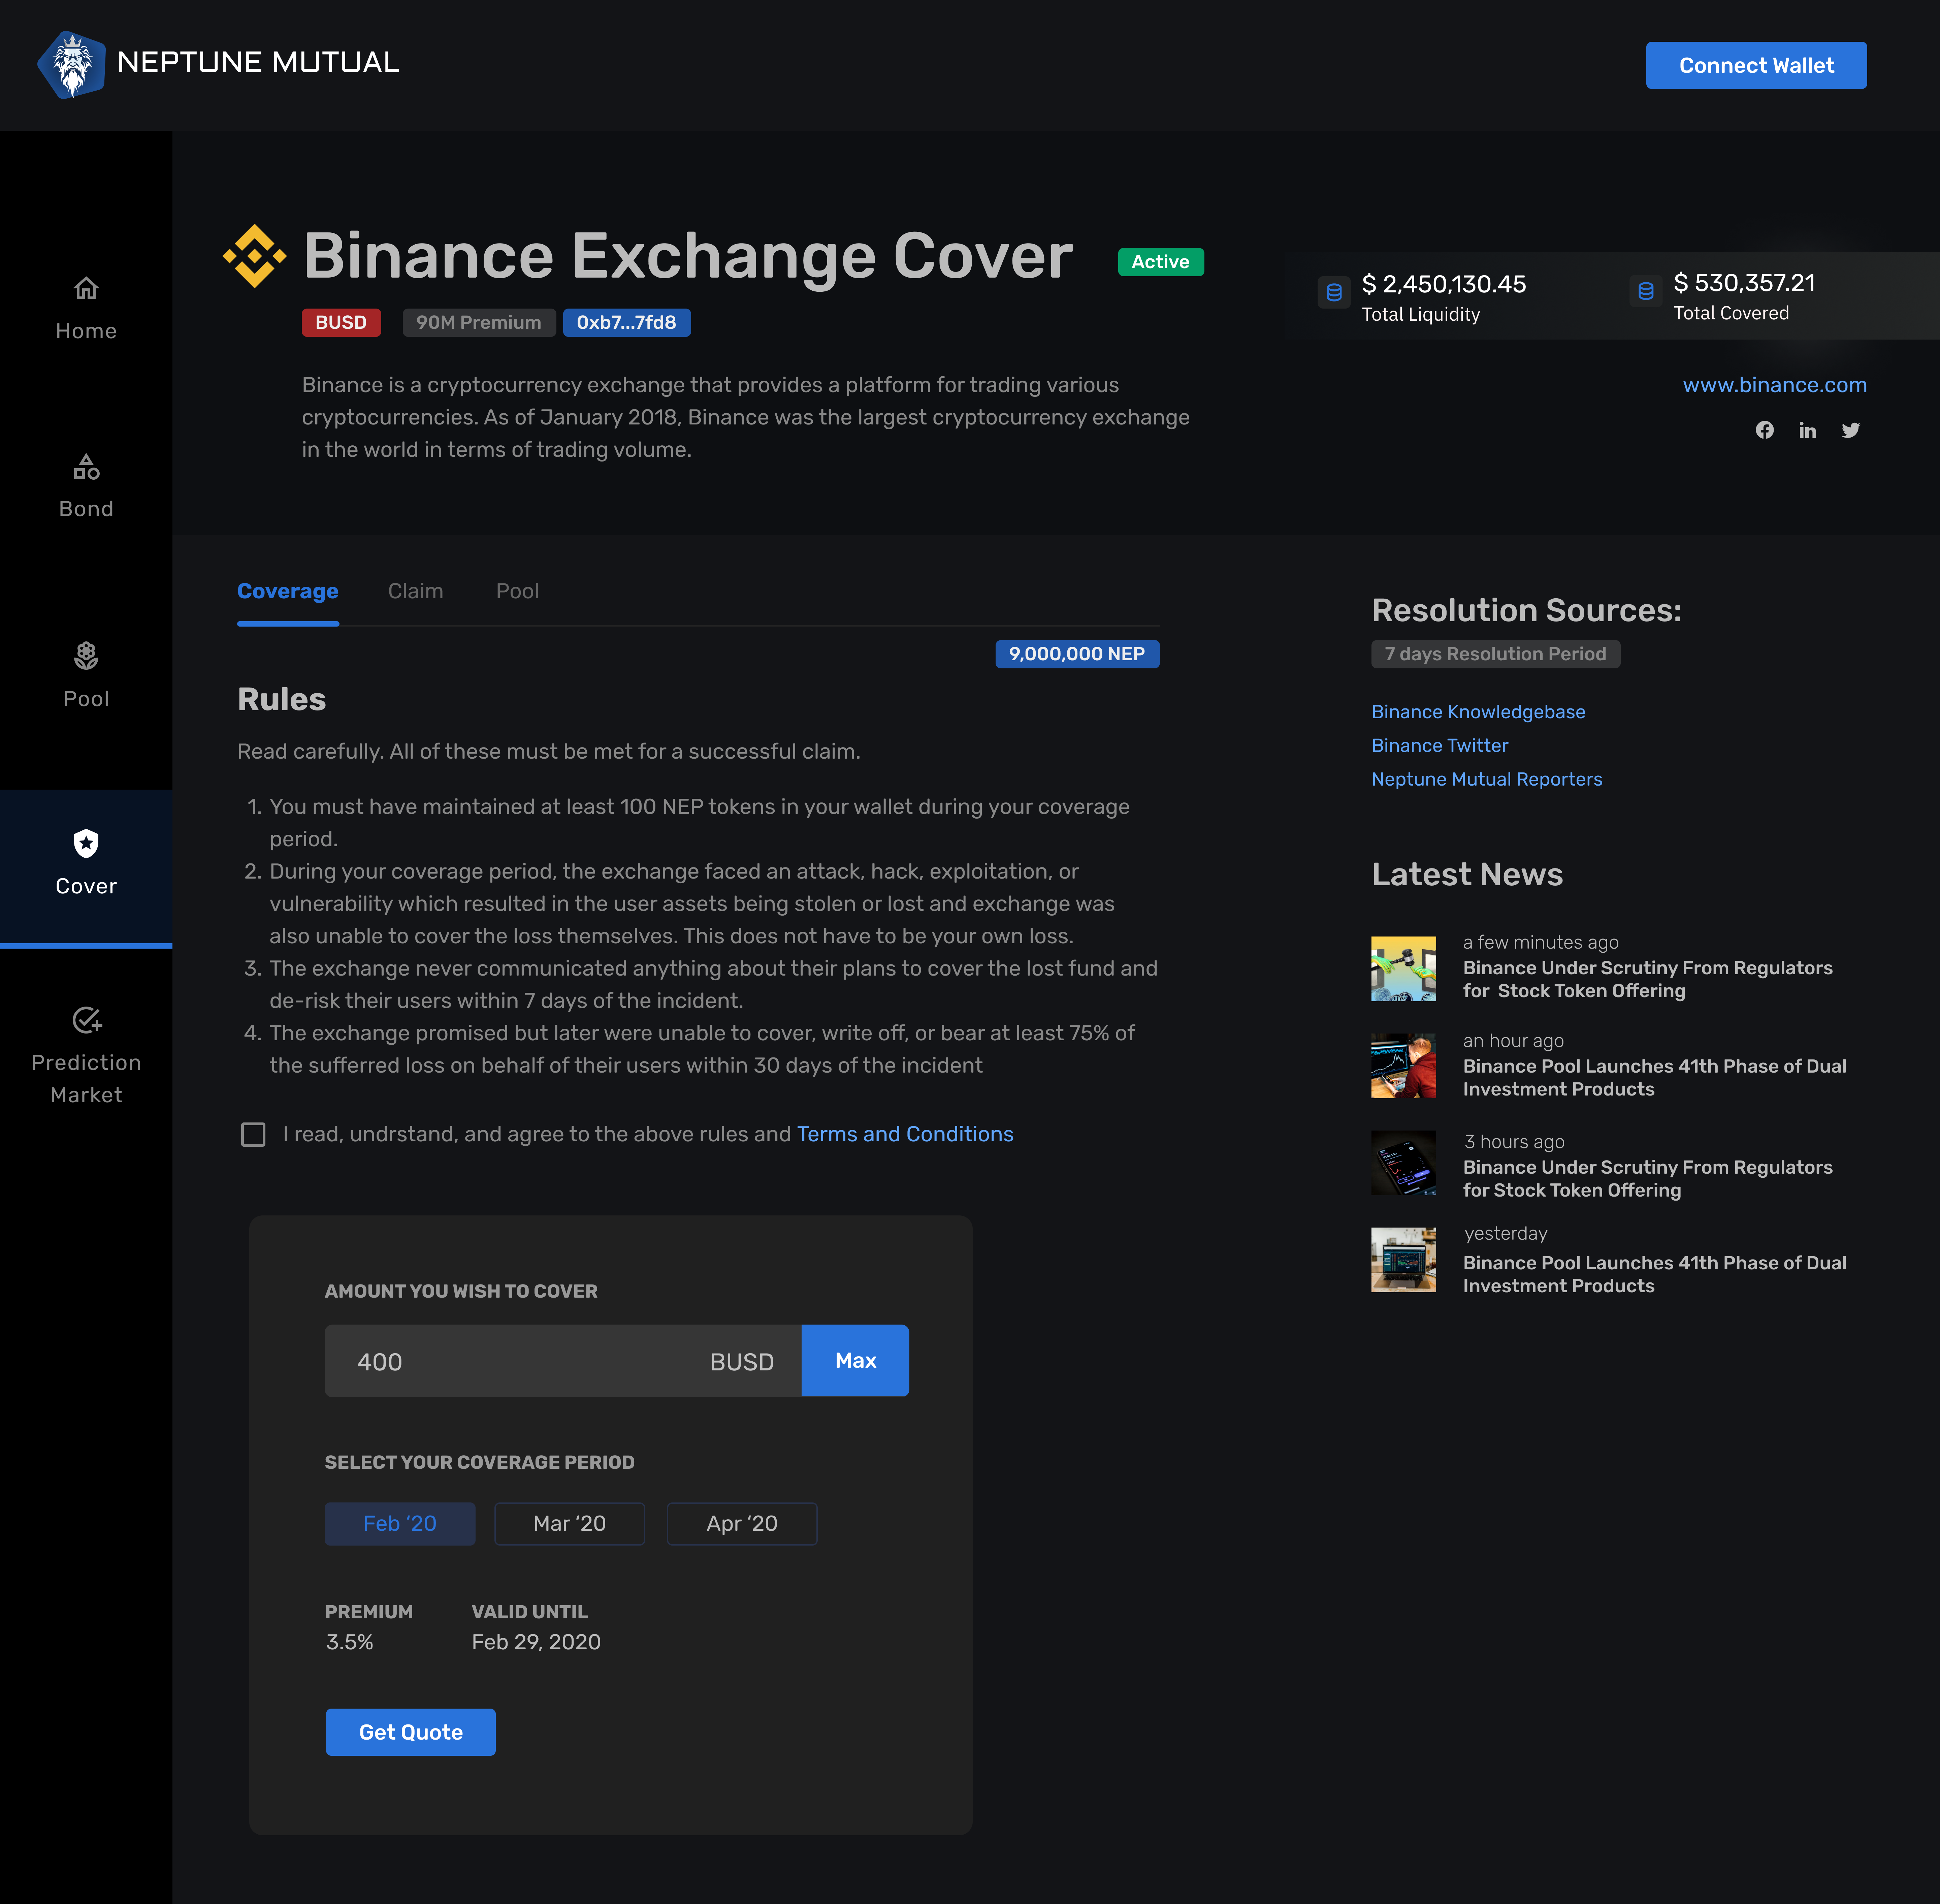 NEPTUNE MUTUAL
Connect Wallet
Home
Bond
Pool
Cover
Prediction
Market
Binance Exchange Cover
Active
BUSD
90M Premium
0xb7...7fd8
Binance is a cryptocurrency exchange that provides a platform for trading various
cryptocurrencies. As of January 2018, Binance was the largest cryptocurrency exchange
in the world in terms of trading volume.
$ 2,450,130.45
Total Liquidity
$ 530,357.21
Total Covered
www.binance.com
Coverage
Claim
Pool
9,000,000 NEP
Rules
Read carefully. All of these must be met for a successful claim.
1. You must have maintained at least 100 NEP tokens in your wallet during your coverage
period.
2. During your coverage period, the exchange faced an attack, hack, exploitation, or
vulnerability which resulted in the user assets being stolen or lost and exchange was
also unable to cover the loss themselves. This does not have to be your own loss.
3. The exchange never communicated anything about their plans to cover the lost fund and
de-risk their users within 7 days of the incident.
4. The exchange promised but later were unable to cover, write off, or bear at least 75% of
the sufferred loss on behalf of their users within 30 days of the incident
I read, undrstand, and agree to the above rules and Terms and Conditions
AMOUNT YOU WISH TO COVER
400
BUSD
Max
SELECT YOUR COVERAGE PERIOD
Feb ‘20
Mar ‘20
Apr ‘20
PREMIUM
3.5%
VALID UNTIL
Feb 29, 2020
Get Quote
Resolution Sources:
7 days Resolution Period
Binance Knowledgebase
Binance Twitter
Neptune Mutual Reporters
Latest News
a few minutes ago
Binance Under Scrutiny From Regulators
for  Stock Token Offering
an hour ago
Binance Pool Launches 41th Phase of Dual
Investment Products
3 hours ago
Binance Under Scrutiny From Regulators
for Stock Token Offering
yesterday
Binance Pool Launches 41th Phase of Dual
Investment Products